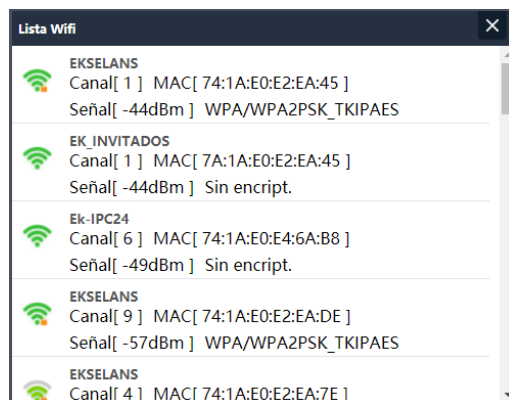 Lista Wifi
EKSELANS
Canal[ 1 ] MAC[ 74:1A:E0:E2:EA:45 ]
Señal[ -44dBm ] WPA/WPA2PSK_TKIPAES
EK_INVITADOS
Canal[ 1 ] MAC[ 7A:1A:E0:E2:EA:45 ]
Señal[ -44dBm ] Sin encript.
Ek-IPC24
Canal[ 6 ] MAC[ 74:1A:E0:E4:6A:B8 ]
Señal[ -49dBm ] Sin encript.
EKSELANS
Canal[ 9 ] MAC[ 74:1A:E0:E2:EA:DE ]
Señal[ -57dBm ] WPA/WPA2PSK_TKIPAES
EKSELANS
Canal[ 4 ] MAC[ 74:1A:E0:E2:EA:7E ]